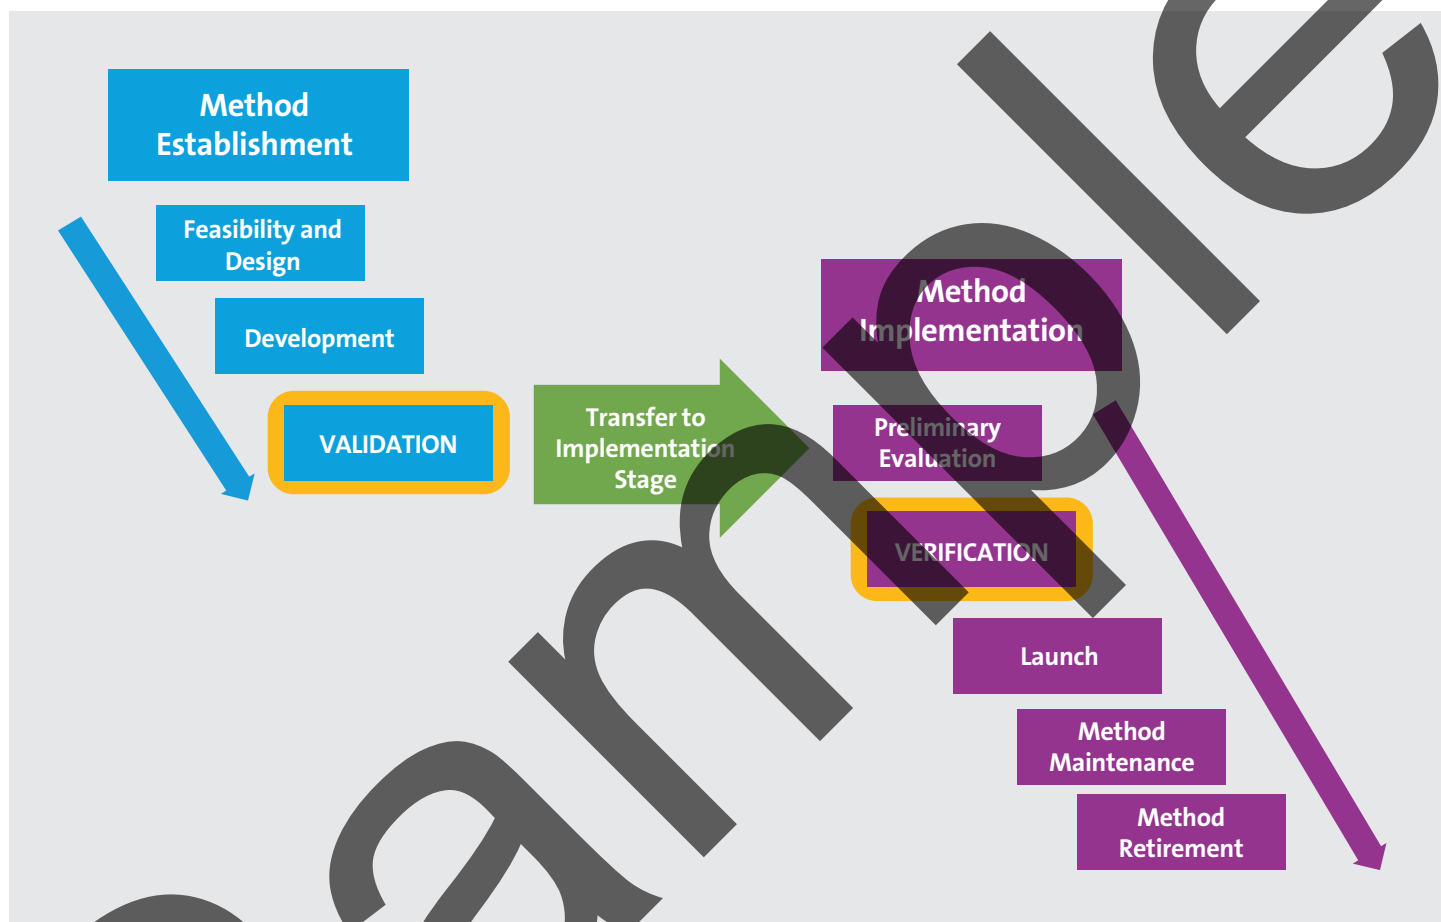 Method
Establishment
Feasibility and
Design
Development
VALIDATION
Transfer to
Implementation
Stage
Method
Implementation
Preliminary
Evaluation
VERIFICATION
Launch
Method
Maintenance
Method
Retirement
ample